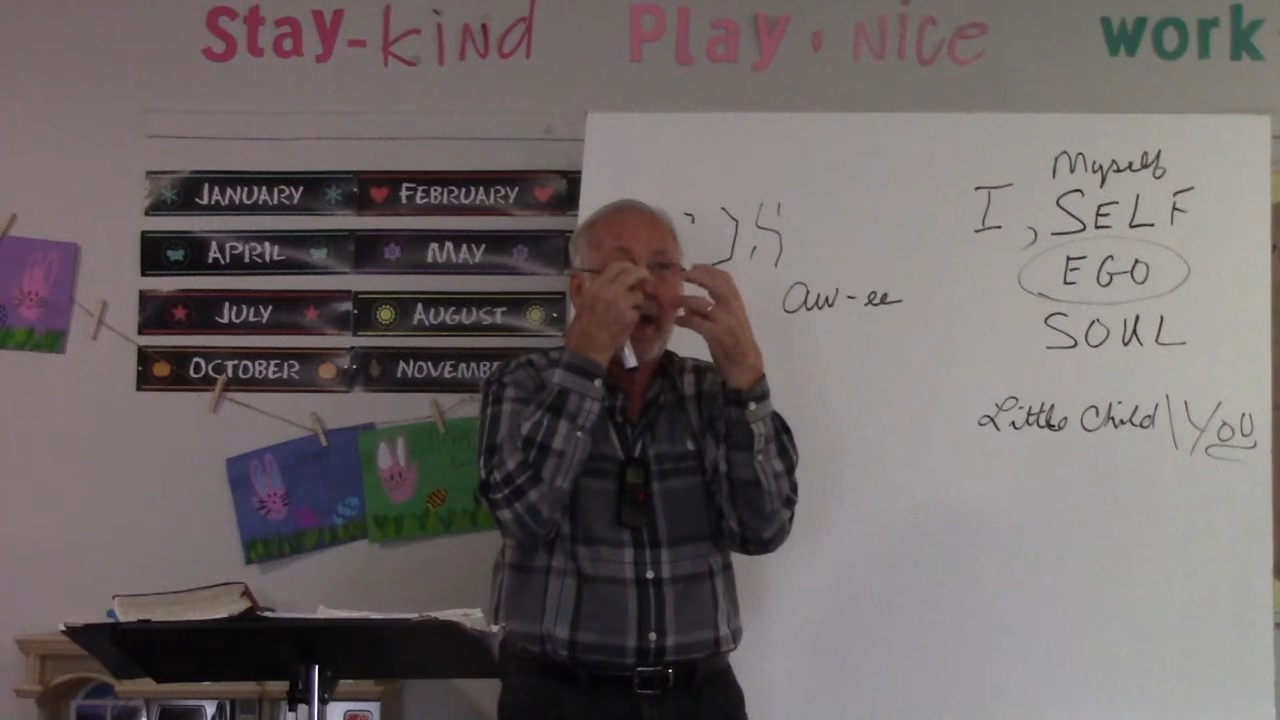 Stay-kind Play · nice work
JANUARY FEBRUARY
APRIL MAY
JULY AUGUST
OCTOBER
Myself
I, SELF
EGO
aw-ee
SOUL
Little Child \ YOU